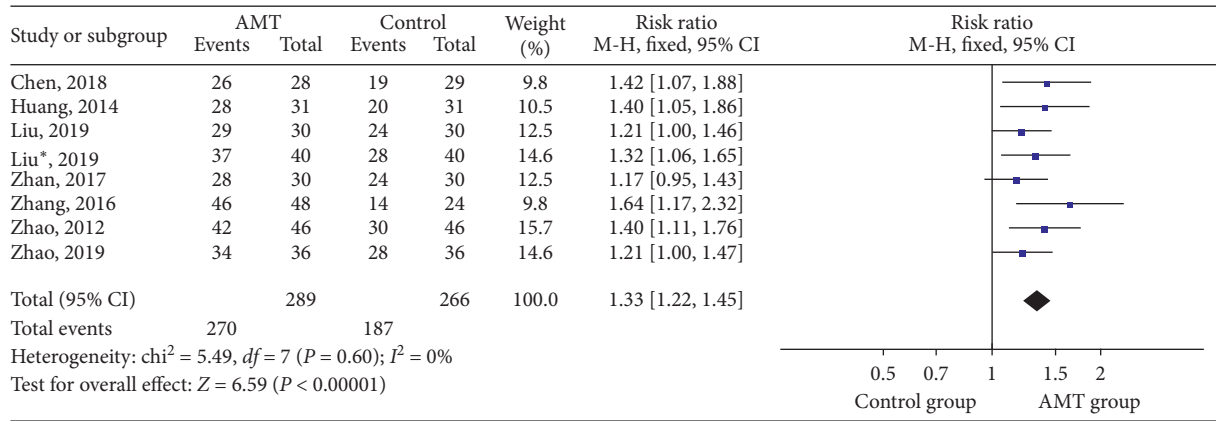 Study or subgroup AMT Control Weight (%) Risk ratio M-H, fixed, 95% CI Risk ratio M-H, fixed, 95% CI
Events Total Events Total
Chen, 2018 26 28 19 29 9.8 1.42 [1.07, 1.88]
Huang, 2014 28 31 20 31 10.5 1.40 [1.05, 1.86]
Liu, 2019 29 30 24 30 12.5 1.21 [1.00, 1.46]
Liu*, 2019 37 40 28 40 14.6 1.32 [1.06, 1.65]
Zhan, 2017 28 30 24 30 12.5 1.17 [0.95, 1.43]
Zhang, 2016 46 48 14 24 9.8 1.64 [1.17, 2.32]
Zhao, 2012 42 46 30 46 15.7 1.40 [1.11, 1.76]
Zhao, 2019 34 36 28 36 14.6 1.21 [1.00, 1.47]
Total (95% CI) 289 266 100.0 1.33 [1.22, 1.45]
Total events 270 187
Heterogeneity: chi² = 5.49, df = 7 (P = 0.60); I² = 0%
Test for overall effect: Z = 6.59 (P < 0.00001)
0.5 0.7 1 1.5 2
Control group AMT group